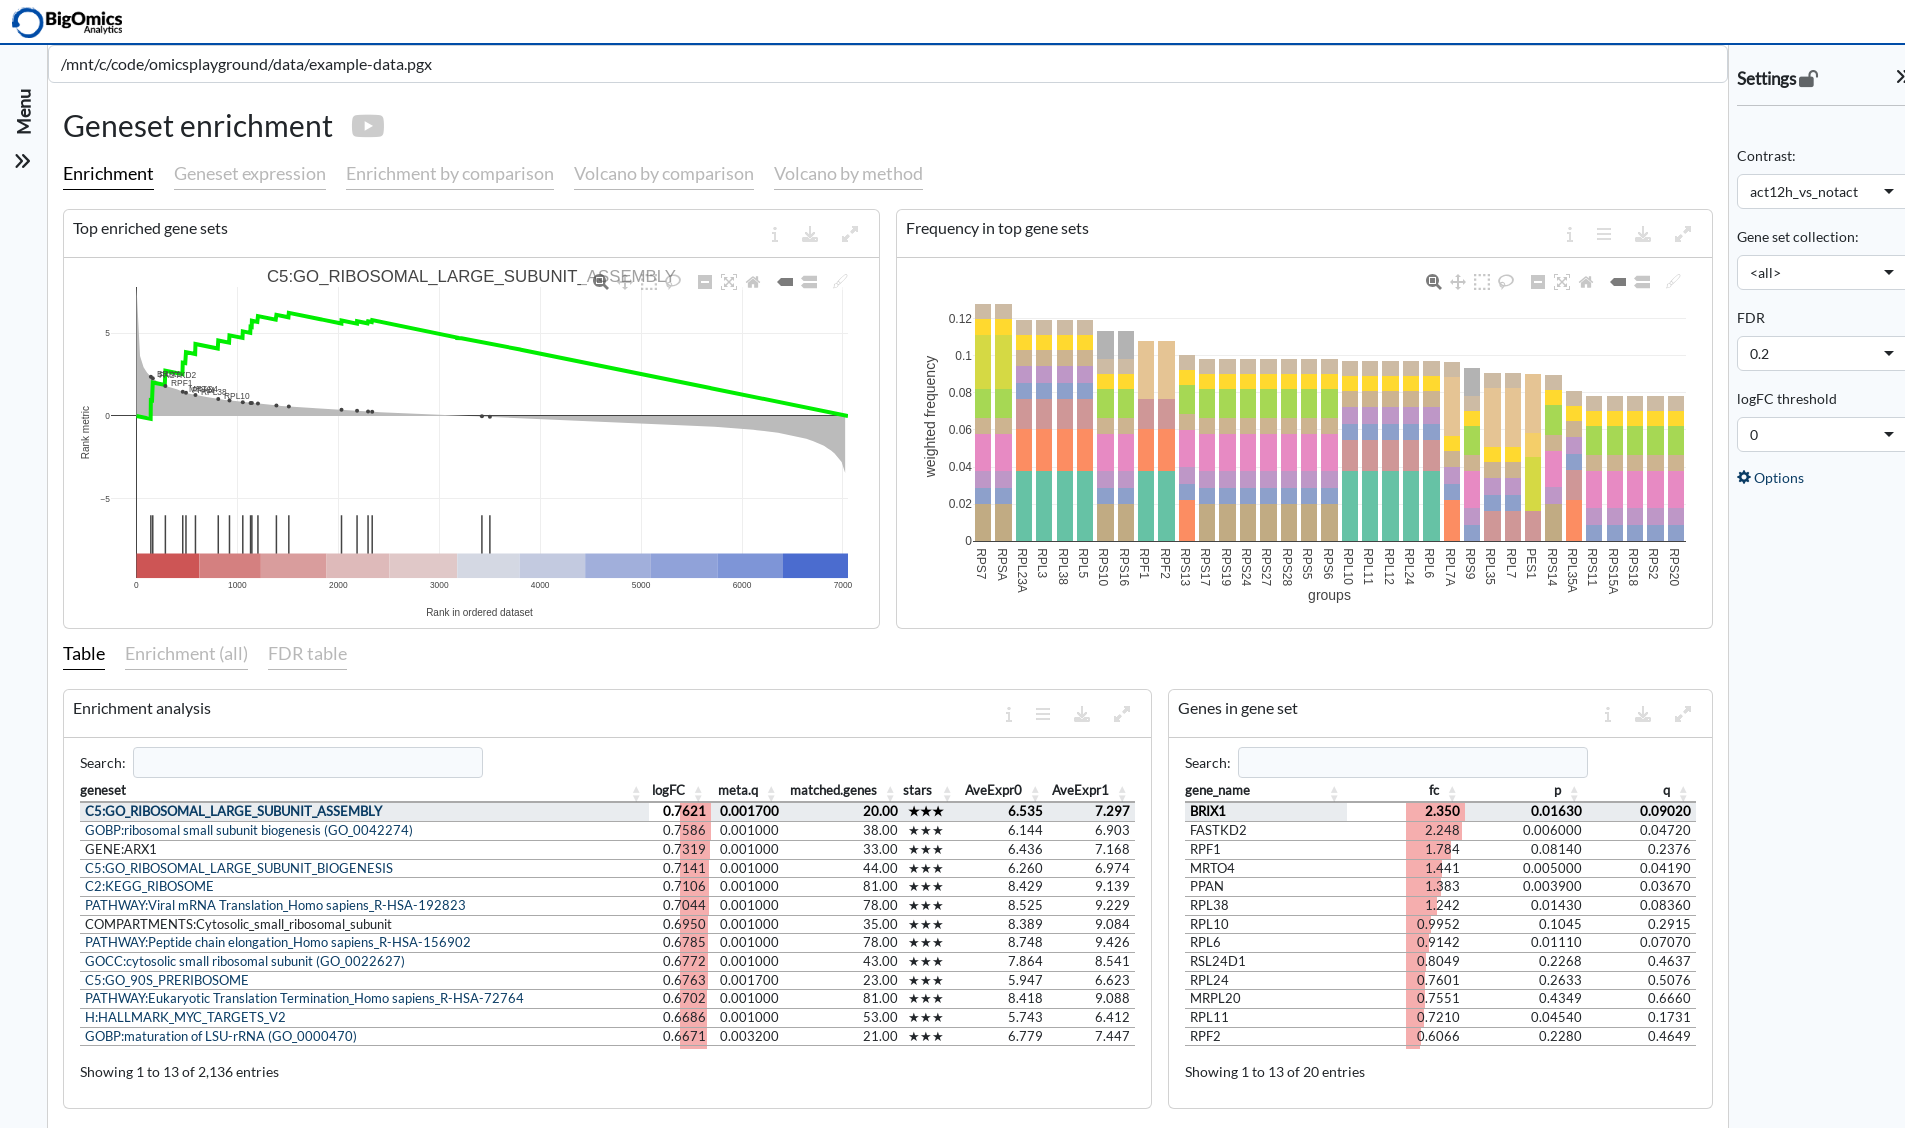 BigOmics
Analytics
/mnt/c/code/omicsplayground/data/example-data.pgx
Menu
Geneset enrichment
Enrichment Geneset expression Enrichment by comparison Volcano by comparison Volcano by method
Top enriched gene sets
C5:GO_RIBOSOMAL_LARGE_SUBUNIT_ASSEMBLY
5
0
−5
Rank metric
FASTKD2
RPF1
RPL38
RPL10
0 1000 2000 3000 4000 5000 6000 7000
Rank in ordered dataset
Frequency in top gene sets
0.12
0.1
0.08
0.06
0.04
0.02
0
weighted frequency
RPS7 RPSA RPL23A RPL3 RPL38 RPL5 RPS10 RPS16 RPF1 RPF2 RPS13 RPS17 RPS19 RPS24 RPS27 RPS28 RPS5 RPS6 RPL10 RPL11 RPL12 RPL24 RPL6 RPL7A RPS9 RPL35 RPL7 PES1 RPS14 RPL35A RPS11 RPS15A RPS18 RPS2 RPS20
groups
Table Enrichment (all) FDR table
Enrichment analysis
Search:
geneset logFC meta.q matched.genes stars AveExpr0 AveExpr1
C5:GO_RIBOSOMAL_LARGE_SUBUNIT_ASSEMBLY 0.7621 0.001700 20.00 ★★★ 6.535 7.297
GOBP:ribosomal small subunit biogenesis (GO_0042274) 0.7586 0.001000 38.00 ★★★ 6.144 6.903
GENE:ARX1 0.7319 0.001000 33.00 ★★★ 6.436 7.168
C5:GO_RIBOSOMAL_LARGE_SUBUNIT_BIOGENESIS 0.7141 0.001000 44.00 ★★★ 6.260 6.974
C2:KEGG_RIBOSOME 0.7106 0.001000 81.00 ★★★ 8.429 9.139
PATHWAY:Viral mRNA Translation_Homo sapiens_R-HSA-192823 0.7044 0.001000 78.00 ★★★ 8.525 9.229
COMPARTMENTS:Cytosolic_small_ribosomal_subunit 0.6950 0.001000 35.00 ★★★ 8.389 9.084
PATHWAY:Peptide chain elongation_Homo sapiens_R-HSA-156902 0.6785 0.001000 78.00 ★★★ 8.748 9.426
GOCC:cytosolic small ribosomal subunit (GO_0022627) 0.6772 0.001000 43.00 ★★★ 7.864 8.541
C5:GO_90S_PRERIBOSOME 0.6763 0.001700 23.00 ★★★ 5.947 6.623
PATHWAY:Eukaryotic Translation Termination_Homo sapiens_R-HSA-72764 0.6702 0.001000 81.00 ★★★ 8.418 9.088
H:HALLMARK_MYC_TARGETS_V2 0.6686 0.001000 53.00 ★★★ 5.743 6.412
GOBP:maturation of LSU-rRNA (GO_0000470) 0.6671 0.003200 21.00 ★★★ 6.779 7.447
Showing 1 to 13 of 2,136 entries
Genes in gene set
Search:
gene_name fc p q
BRIX1 2.350 0.01630 0.09020
FASTKD2 2.248 0.006000 0.04720
RPF1 1.784 0.08140 0.2376
MRTO4 1.441 0.005000 0.04190
PPAN 1.383 0.003900 0.03670
RPL38 1.242 0.01430 0.08360
RPL10 0.9952 0.1045 0.2915
RPL6 0.9142 0.01110 0.07070
RSL24D1 0.8049 0.2268 0.4637
RPL24 0.7601 0.2633 0.5076
MRPL20 0.7551 0.4349 0.6660
RPL11 0.7210 0.04540 0.1731
RPF2 0.6066 0.2280 0.4649
Showing 1 to 13 of 20 entries
Settings
Contrast:
act12h_vs_notact
Gene set collection:
<all>
FDR
0.2
logFC threshold
0
Options